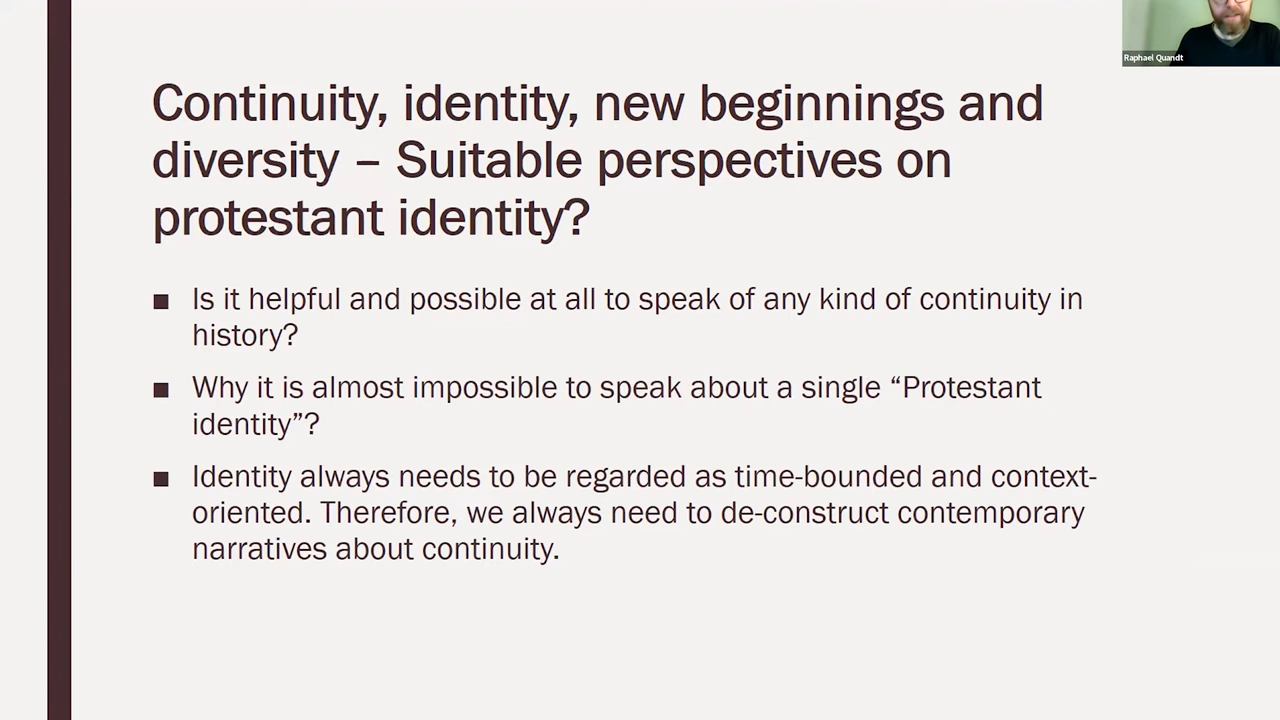 Raphael Quandt
Continuity, identity, new beginnings and
diversity – Suitable perspectives on
protestant identity?
■ Is it helpful and possible at all to speak of any kind of continuity in
history?
■ Why it is almost impossible to speak about a single “Protestant
identity”?
■ Identity always needs to be regarded as time-bounded and context-
oriented. Therefore, we always need to de-construct contemporary
narratives about continuity.